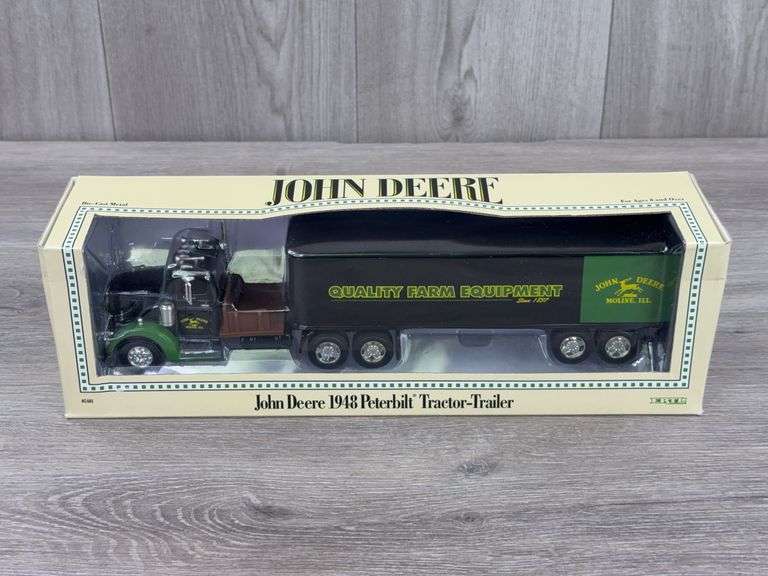 JOHN DEERE
Die-Cast Metal
For Ages 8 and Over
QUALITY FARM EQUIPMENT
Since 1837
JOHN DEERE
MOLINE, ILL.
John Deere 1948 Peterbilt® Tractor-Trailer
ERTL